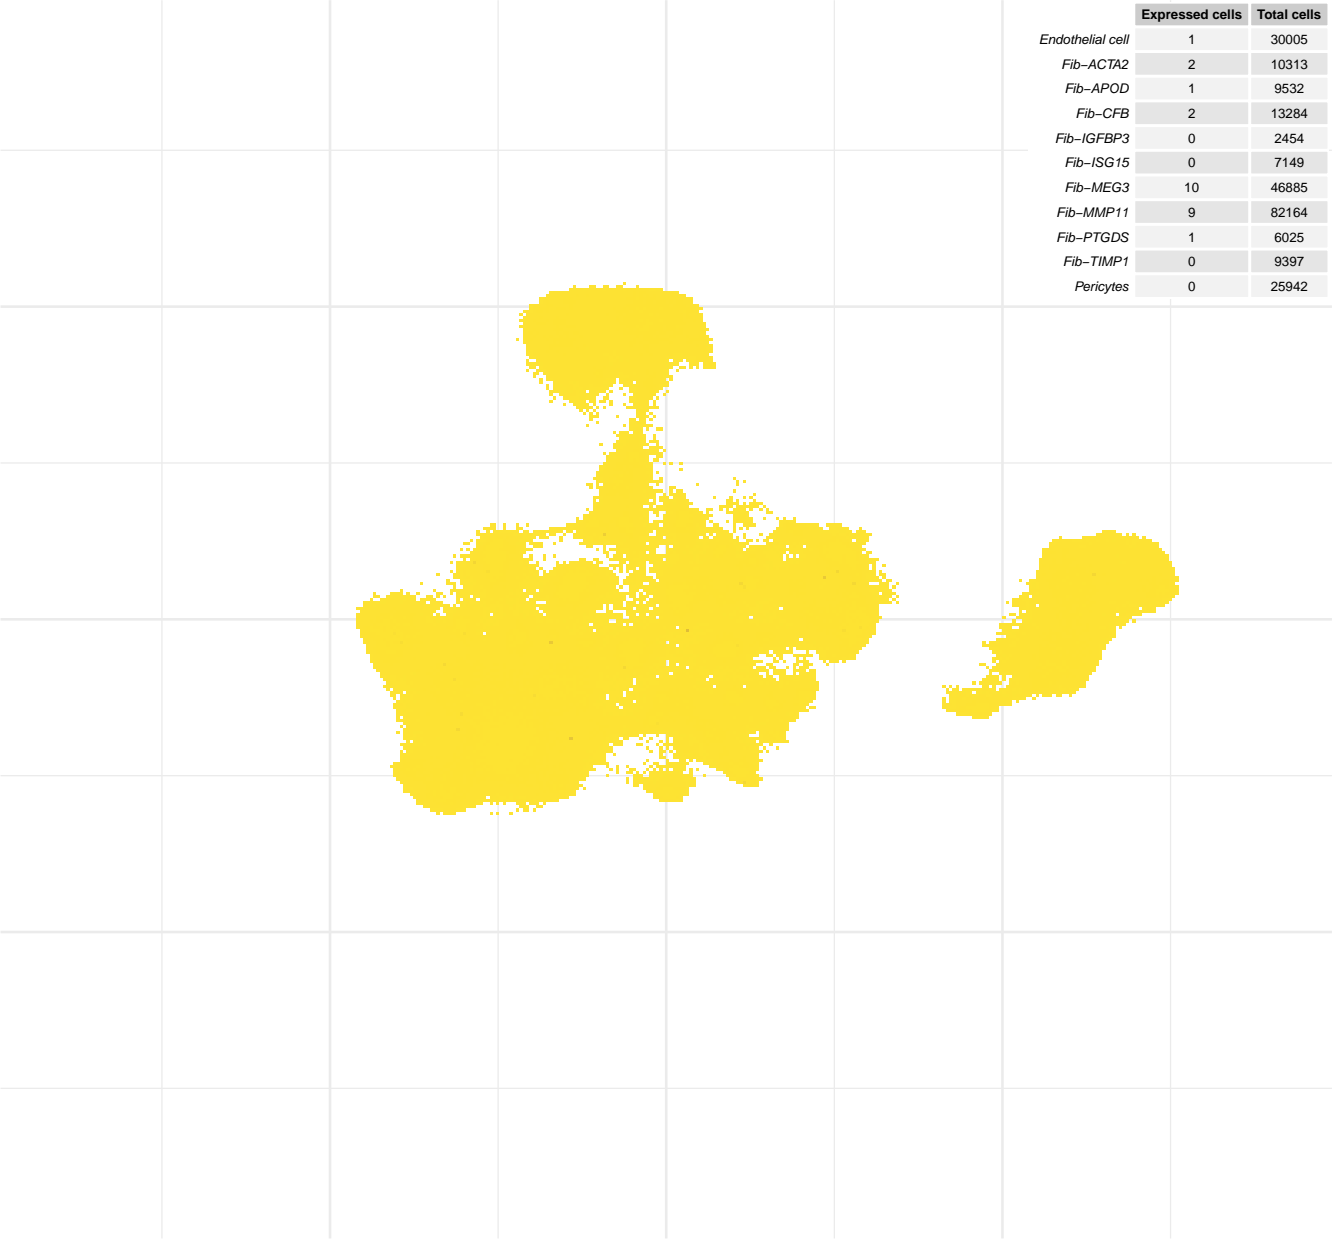 Expressed cells Total cells
Endothelial cell 1 30005
Fib−ACTA2 2 10313
Fib−APOD 1 9532
Fib−CFB 2 13284
Fib−IGFBP3 0 2454
Fib−ISG15 0 7149
Fib−MEG3 10 46885
Fib−MMP11 9 82164
Fib−PTGDS 1 6025
Fib−TIMP1 0 9397
Pericytes 0 25942